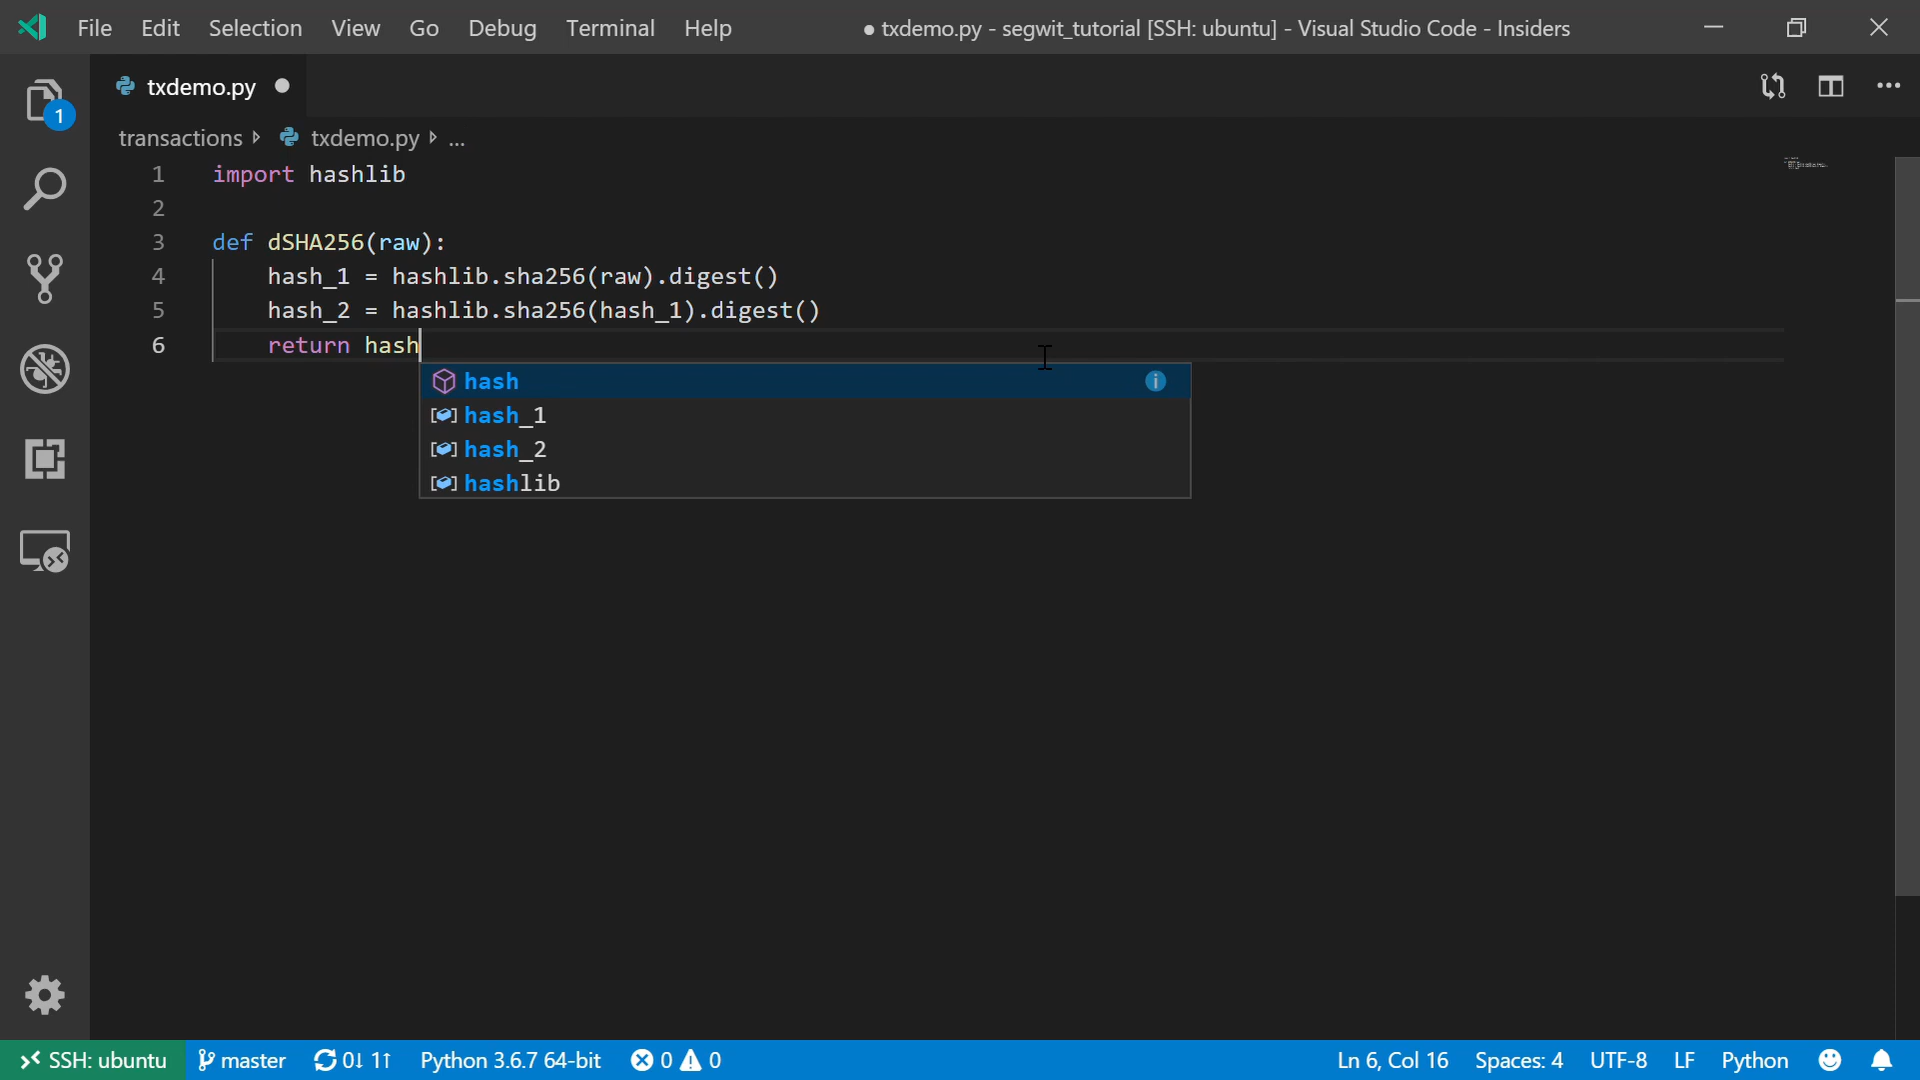 File Edit Selection View Go Debug Terminal Help ● txdemo.py - segwit_tutorial [SSH: ubuntu] - Visual Studio Code - Insiders
txdemo.py
1
transactions txdemo.py ...
1 import hashlib
2
3 def dSHA256(raw):
4 hash_1 = hashlib.sha256(raw).digest()
5 hash_2 = hashlib.sha256(hash_1).digest()
6 return hash
hash
hash_1
hash_2
hashlib
SSH: ubuntu master 0↓ 1↑ Python 3.6.7 64-bit 0 0 Ln 6, Col 16 Spaces: 4 UTF-8 LF Python